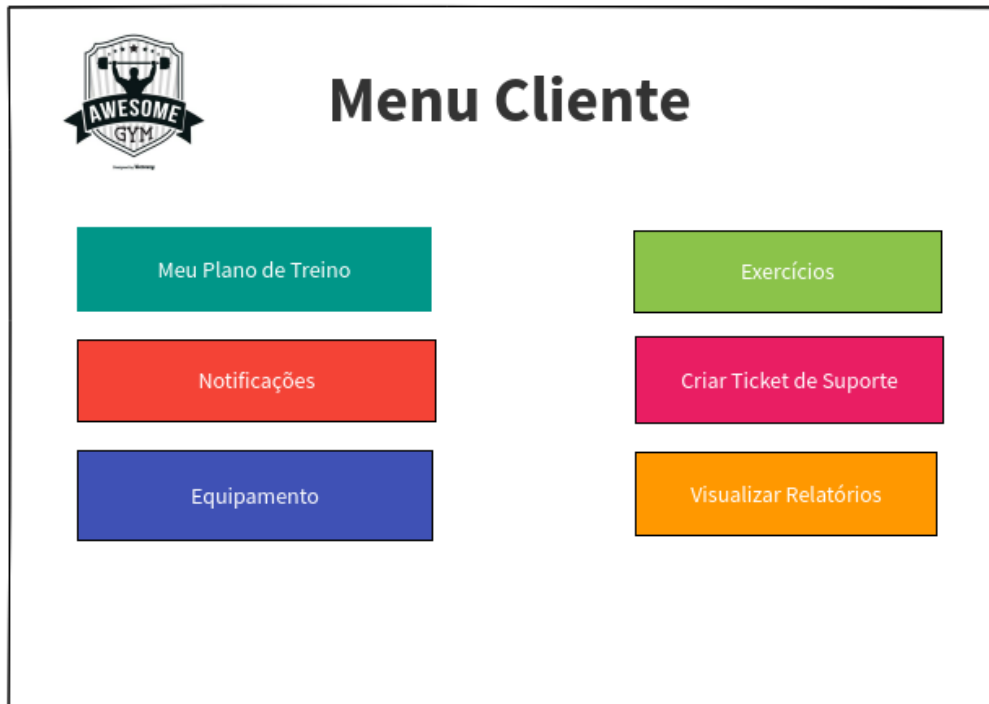 AWESOME
GYM
Menu Cliente
Meu Plano de Treino
Exercícios
Notificações
Criar Ticket de Suporte
Equipamento
Visualizar Relatórios